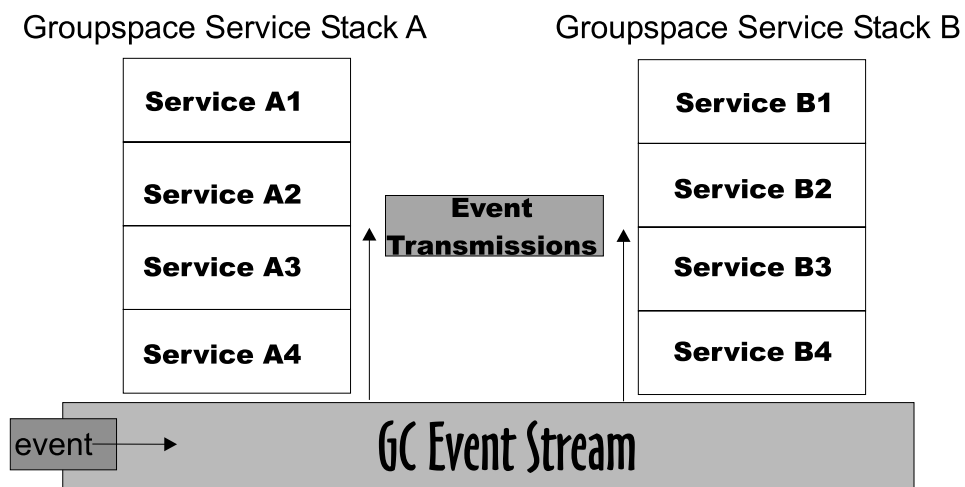 Groupspace Service Stack A
Groupspace Service Stack B
Service A1
Service A2
Service A3
Service A4
Event
Transmissions
Service B1
Service B2
Service B3
Service B4
event
GC Event Stream